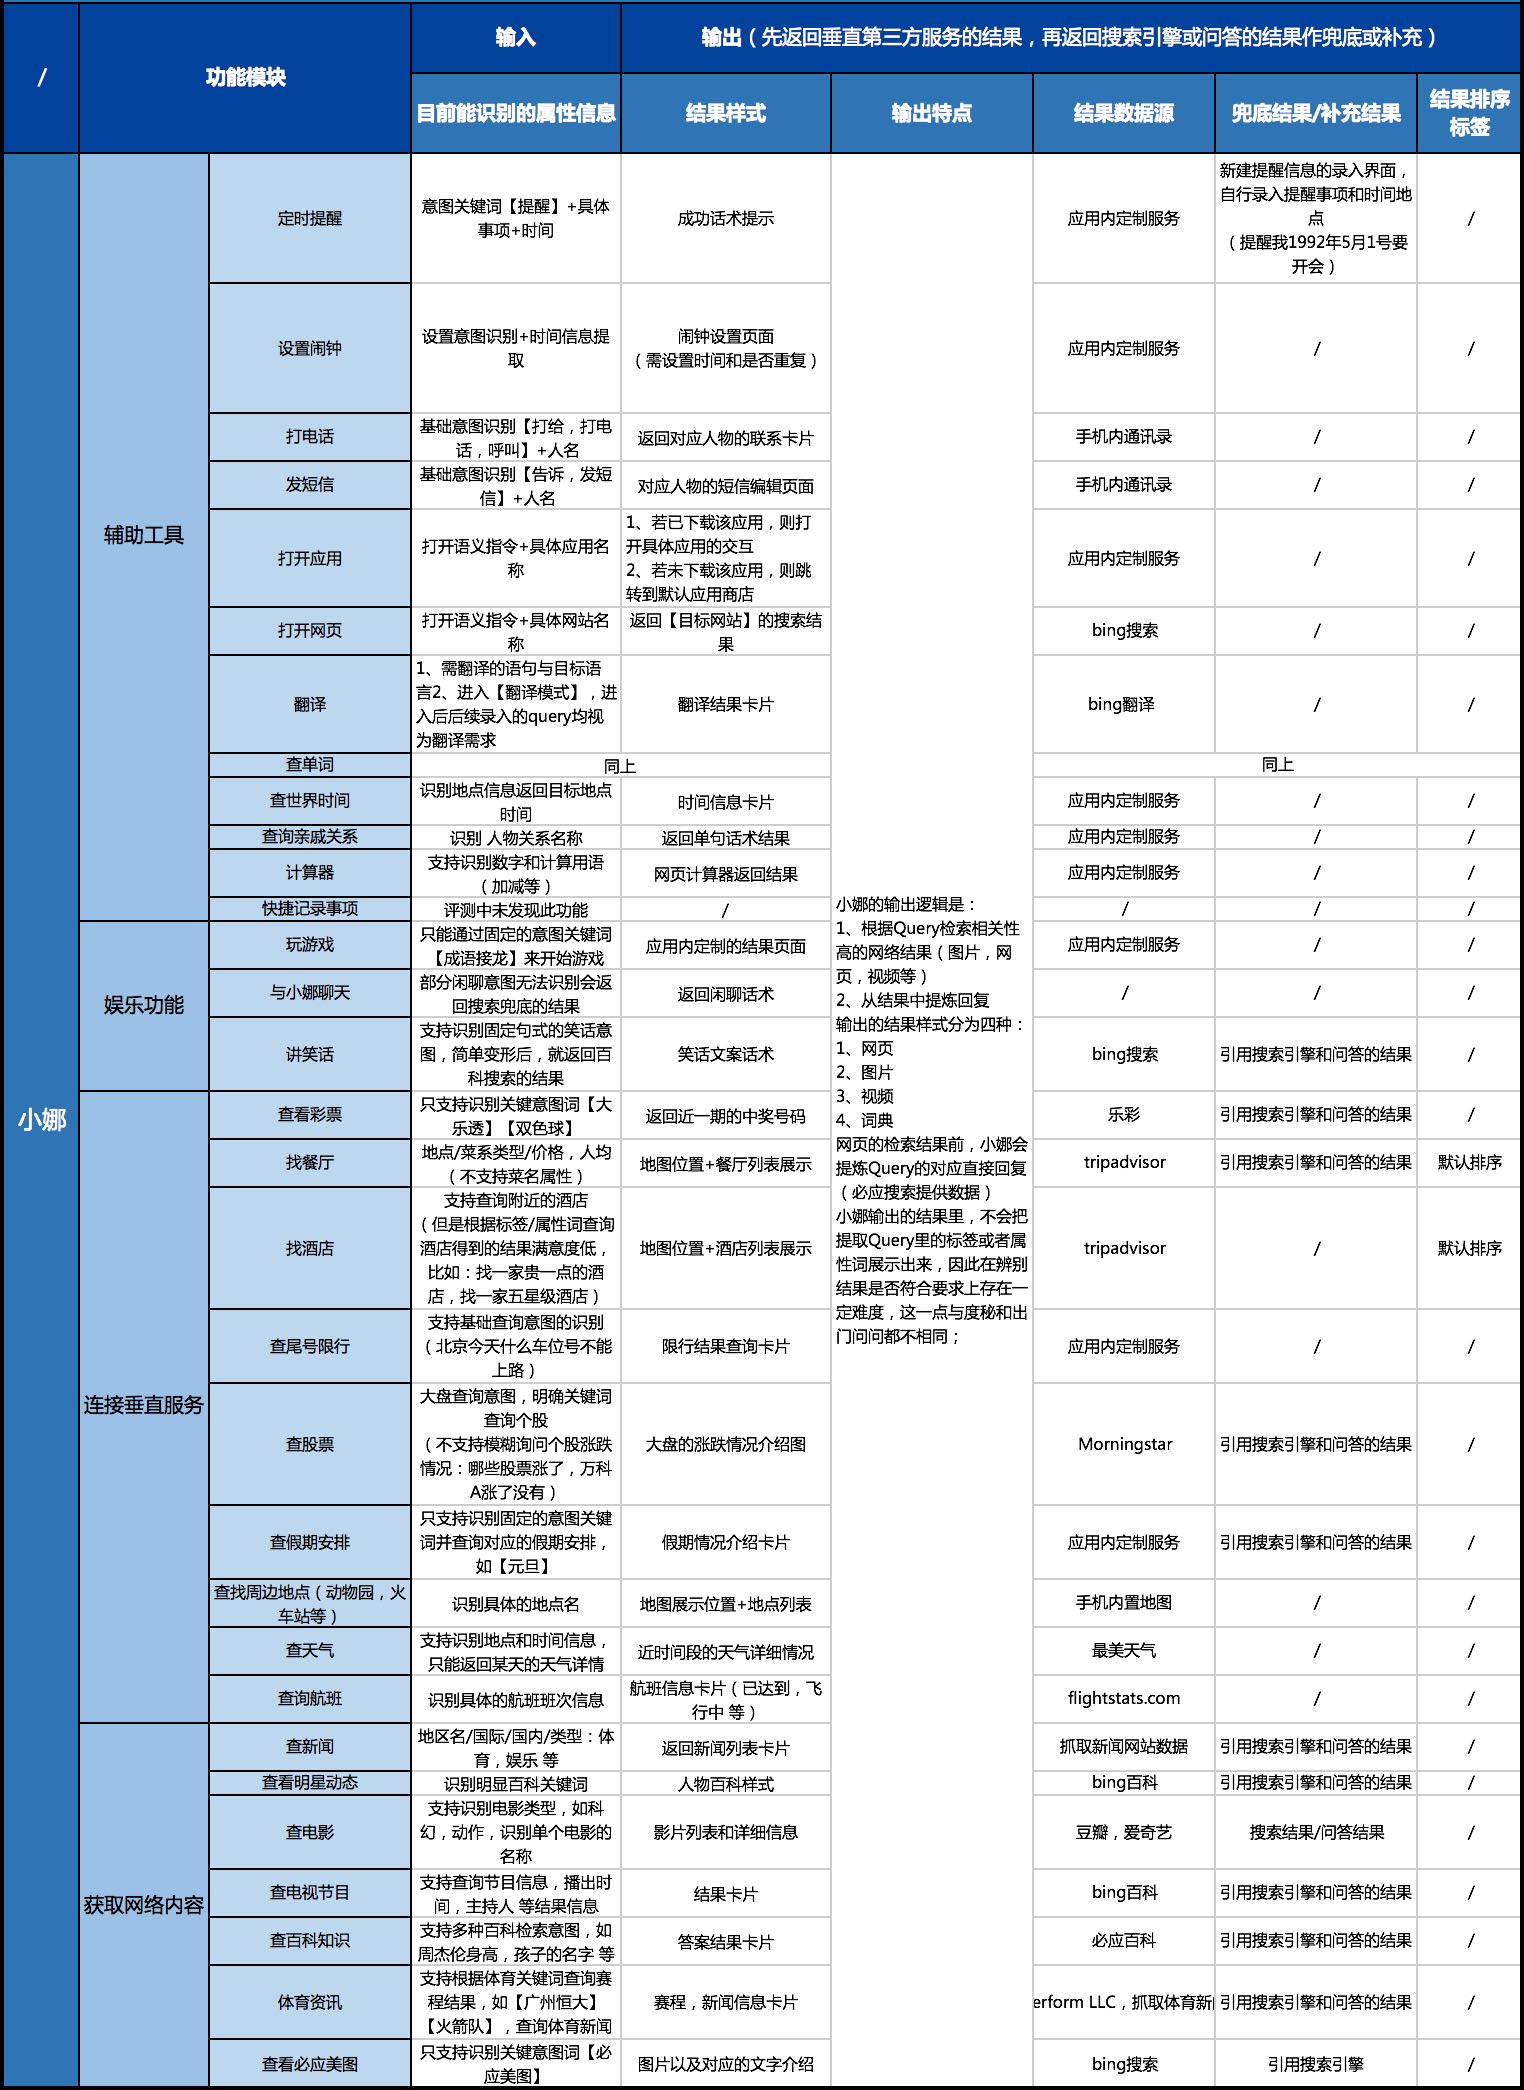 /
功能模块
输入
输出（先返回垂直第三方服务的结果，再返回搜索引擎或问答的结果作兜底或补充）
目前能识别的属性信息
结果样式
输出特点
结果数据源
兜底结果/补充结果
结果排序
标签
小娜
辅助工具
定时提醒
意图关键词【提醒】+具体
事项+时间
成功话术提示
应用内定制服务
新建提醒信息的录入界面，
自行录入提醒事项和时间地
点
（提醒我1992年5月1号要
开会）
/
设置闹钟
设置意图识别+时间信息提
取
闹钟设置页面
（需设置时间和是否重复）
应用内定制服务
/
/
打电话
基础意图识别【打给，打电
话，呼叫】+人名
返回对应人物的联系卡片
手机内通讯录
/
/
发短信
基础意图识别【告诉，发短
信】+人名
对应人物的短信编辑页面
手机内通讯录
/
/
打开应用
打开语义指令+具体应用名
称
1、若已下载该应用，则打
开具体应用的交互
2、若未下载该应用，则跳
转到默认应用商店
应用内定制服务
/
/
打开网页
打开语义指令+具体网站名
称
返回【目标网站】的搜索结
果
bing搜索
/
/
翻译
1、需翻译的语句与目标语
言2、进入【翻译模式】，进
入后后续录入的query均视
为翻译需求
翻译结果卡片
bing翻译
/
/
查单词
同上
同上
查世界时间
识别地点信息返回目标地点
时间
时间信息卡片
应用内定制服务
/
/
查询亲戚关系
识别 人物关系名称
返回单句话术结果
应用内定制服务
/
/
计算器
支持识别数字和计算用语
（加减等）
网页计算器返回结果
应用内定制服务
/
/
快捷记录事项
评测中未发现此功能
/
/
/
/
小娜的输出逻辑是：
1、根据Query检索相关性
高的网络结果（图片，网
页，视频等）
2、从结果中提炼回复
输出的结果样式分为四种：
1、网页
2、图片
3、视频
4、词典
网页的检索结果前，小娜会
提炼Query的对应直接回复
（必应搜索提供数据）
小娜输出的结果里，不会把
提取Query里的标签或者属
性词展示出来，因此在辨别
结果是否符合要求上存在一
定难度，这一点与度秘和出
门问问都不相同；
娱乐功能
玩游戏
只能通过固定的意图关键词
【成语接龙】来开始游戏
应用内定制的结果页面
应用内定制服务
/
/
与小娜聊天
部分闲聊意图无法识别会返
回搜索兜底的结果
返回闲聊话术
/
/
/
讲笑话
支持识别固定句式的笑话意
图，简单变形后，就返回百
科搜索的结果
笑话文案话术
bing搜索
引用搜索引擎和问答的结果
/
连接垂直服务
查看彩票
只支持识别关键意图词【大
乐透】【双色球】
返回近一期的中奖号码
乐彩
引用搜索引擎和问答的结果
/
找餐厅
地点/菜系类型/价格，人均
（不支持菜名属性）
地图位置+餐厅列表展示
tripadvisor
引用搜索引擎和问答的结果
默认排序
找酒店
支持查询附近的酒店
（但是根据标签/属性词查询
酒店得到的结果满意度低，
比如：找一家贵一点的酒
店，找一家五星级酒店）
地图位置+酒店列表展示
tripadvisor
/
默认排序
查尾号限行
支持基础查询意图的识别
（北京今天什么车位号不能
上路）
限行结果查询卡片
应用内定制服务
/
/
查股票
大盘查询意图，明确关键词
查询个股
（不支持模糊询问个股涨跌
情况：哪些股票涨了，万科
A涨了没有）
大盘的涨跌情况介绍图
Morningstar
引用搜索引擎和问答的结果
/
查假期安排
只支持识别固定的意图关键
词并查询对应的假期安排，
如【元旦】
假期情况介绍卡片
应用内定制服务
引用搜索引擎和问答的结果
/
查找周边地点（动物园，火
车站等）
识别具体的地点名
地图展示位置+地点列表
手机内置地图
/
/
查天气
支持识别地点和时间信息，
只能返回某天的天气详情
近时间段的天气详细情况
最美天气
/
/
查询航班
识别具体的航班班次信息
航班信息卡片（已达到，飞
行中 等）
flightstats.com
/
/
获取网络内容
查新闻
地区名/国际/国内/类型：体
育，娱乐 等
返回新闻列表卡片
抓取新闻网站数据
引用搜索引擎和问答的结果
/
查看明星动态
识别明显百科关键词
人物百科样式
bing百科
引用搜索引擎和问答的结果
/
查电影
支持识别电影类型，如科
幻，动作，识别单个电影的
名称
影片列表和详细信息
豆瓣，爱奇艺
搜索结果/问答结果
/
查电视节目
支持查询节目信息，播出时
间，主持人 等结果信息
结果卡片
bing百科
引用搜索引擎和问答的结果
/
查百科知识
支持多种百科检索意图，如
周杰伦身高，孩子的名字 等
答案结果卡片
必应百科
引用搜索引擎和问答的结果
/
体育资讯
支持根据体育关键词查询赛
程结果，如【广州恒大】
【火箭队】，查询体育新闻
赛程，新闻信息卡片
erform LLC，抓取体育新
引用搜索引擎和问答的结果
/
查看必应美图
只支持识别关键意图词【必
应美图】
图片以及对应的文字介绍
bing搜索
引用搜索引擎
/